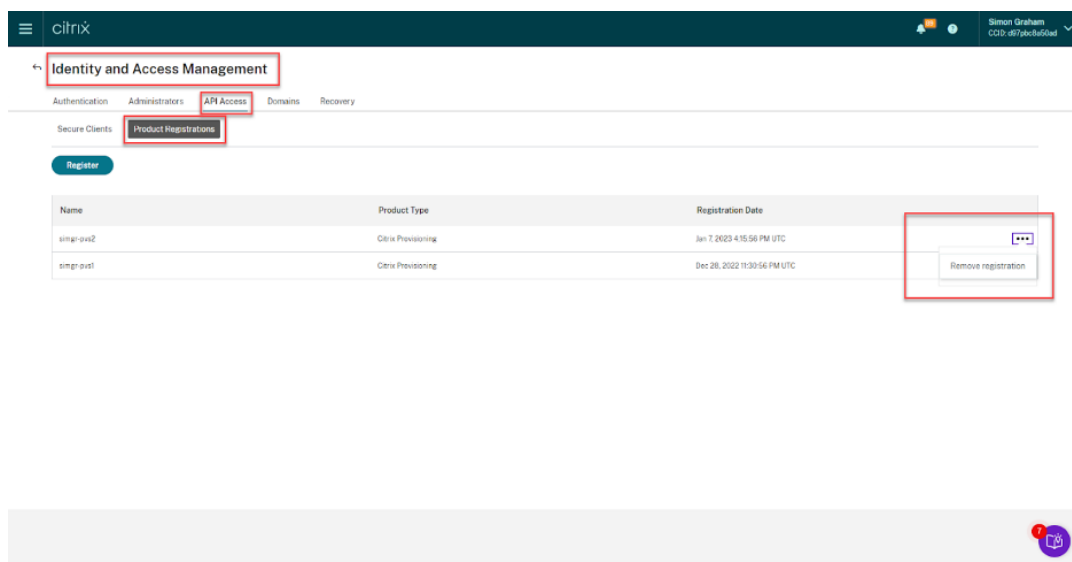 citrix
Simon Graham
CCID: d97pbc8a50ad
Identity and Access Management
Authentication Administrators API Access Domains Recovery
Secure Clients Product Registrations
Register
Name Product Type Registration Date
simgr-pvs2 Citrix Provisioning Jan 7, 2023 4:15:56 PM UTC
simgr-pvs1 Citrix Provisioning Dec 28, 2022 11:30:56 PM UTC
Remove registration
7